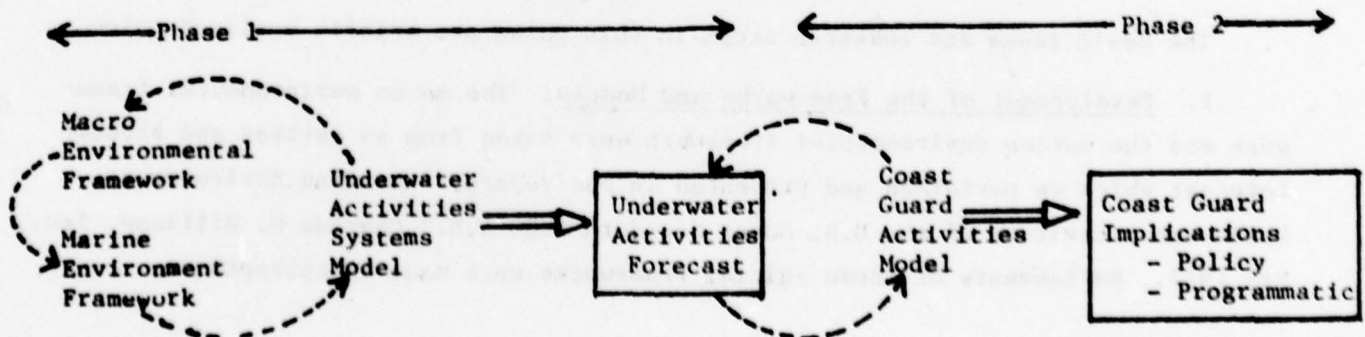 Phase 1
Phase 2
Macro
Environmental
Framework
Marine
Environment
Framework
Underwater
Activities
Systems
Model
Underwater
Activities
Forecast
Coast
Guard
Activities
Model
Coast Guard
Implications
- Policy
- Programmatic